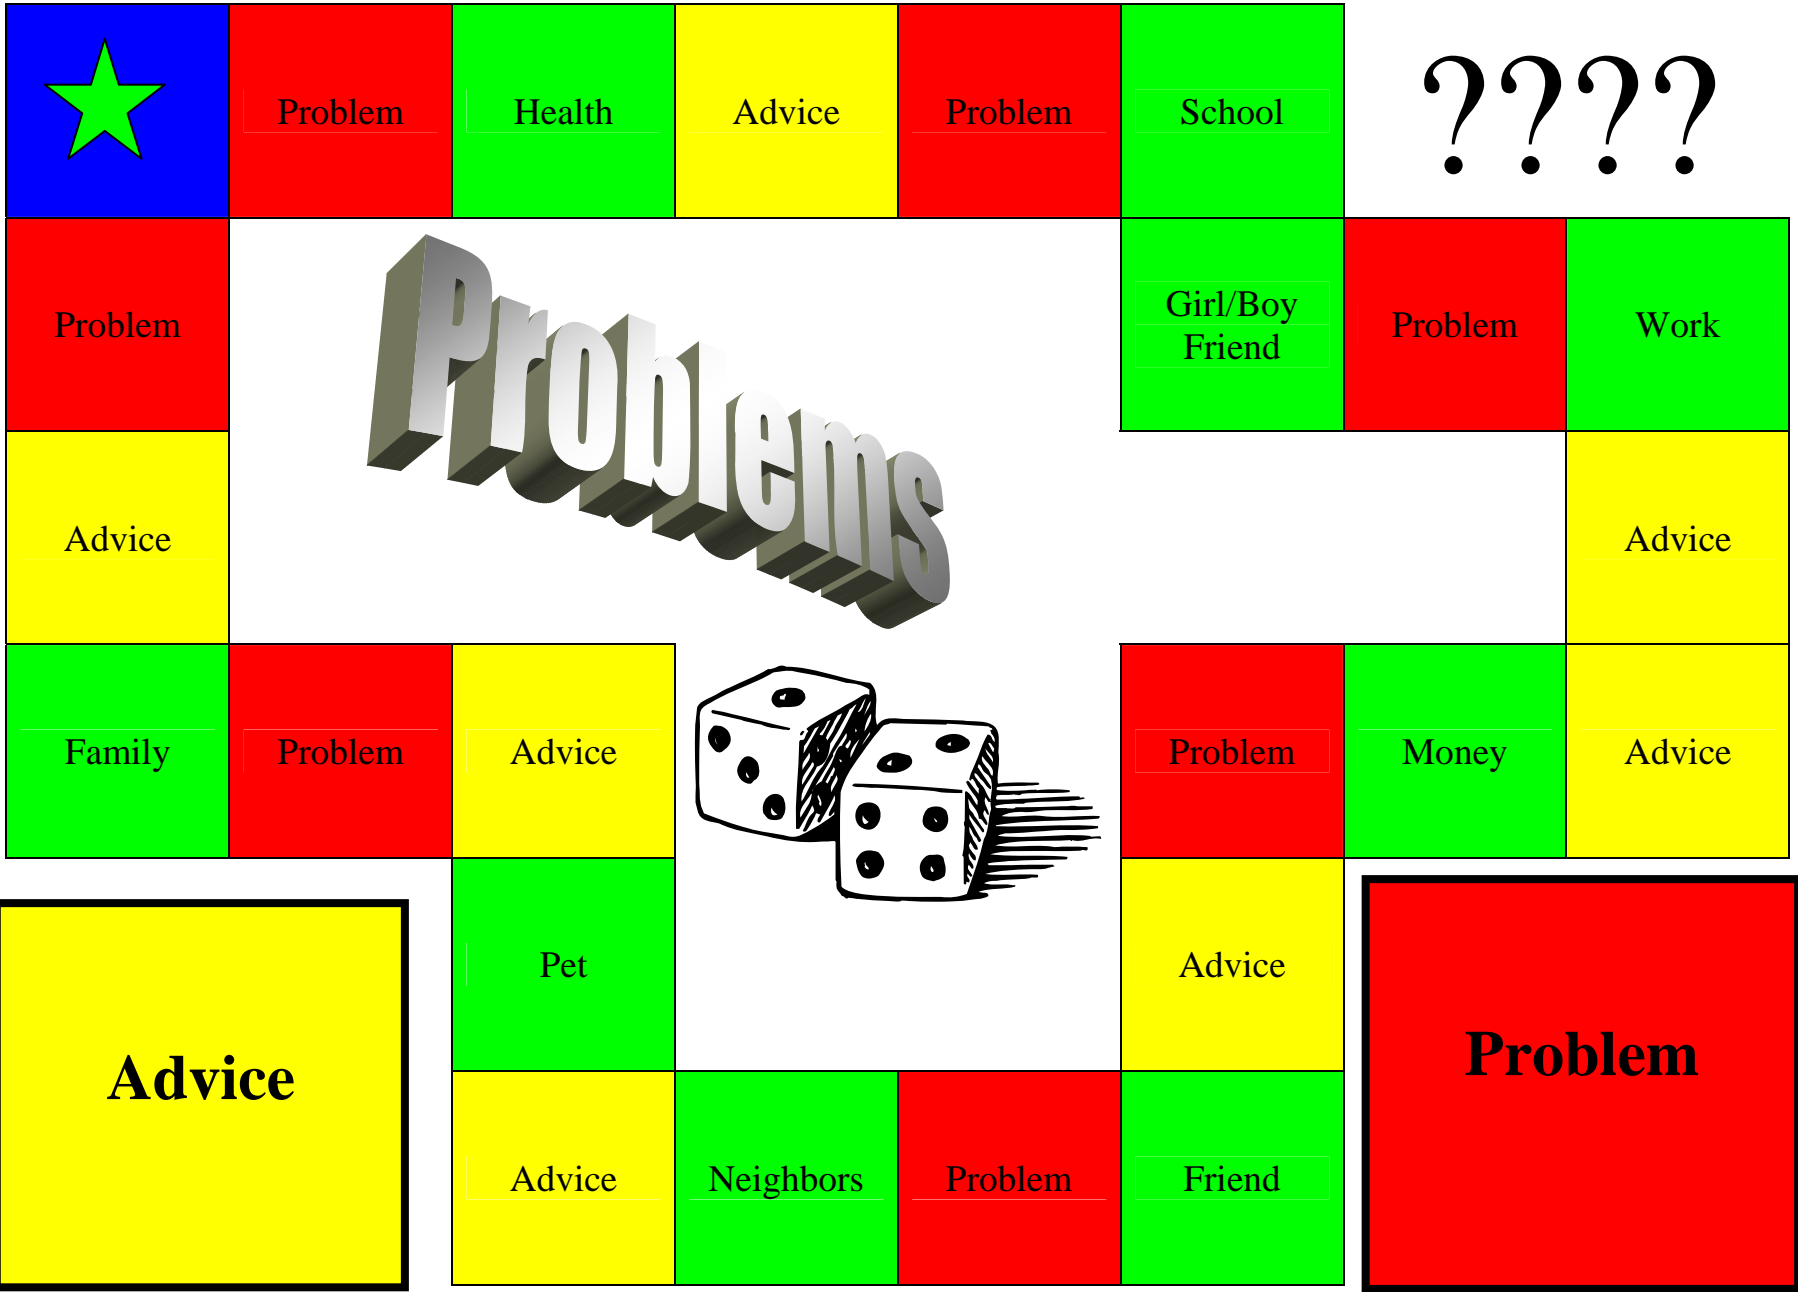 Problem
Health
Advice
Problem
School
????
Problem
Problems
Girl/Boy
Friend
Problem
Work
Advice
Advice
Family
Problem
Advice
Problem
Money
Advice
Pet
Advice
Advice
Problem
Advice
Neighbors
Problem
Friend